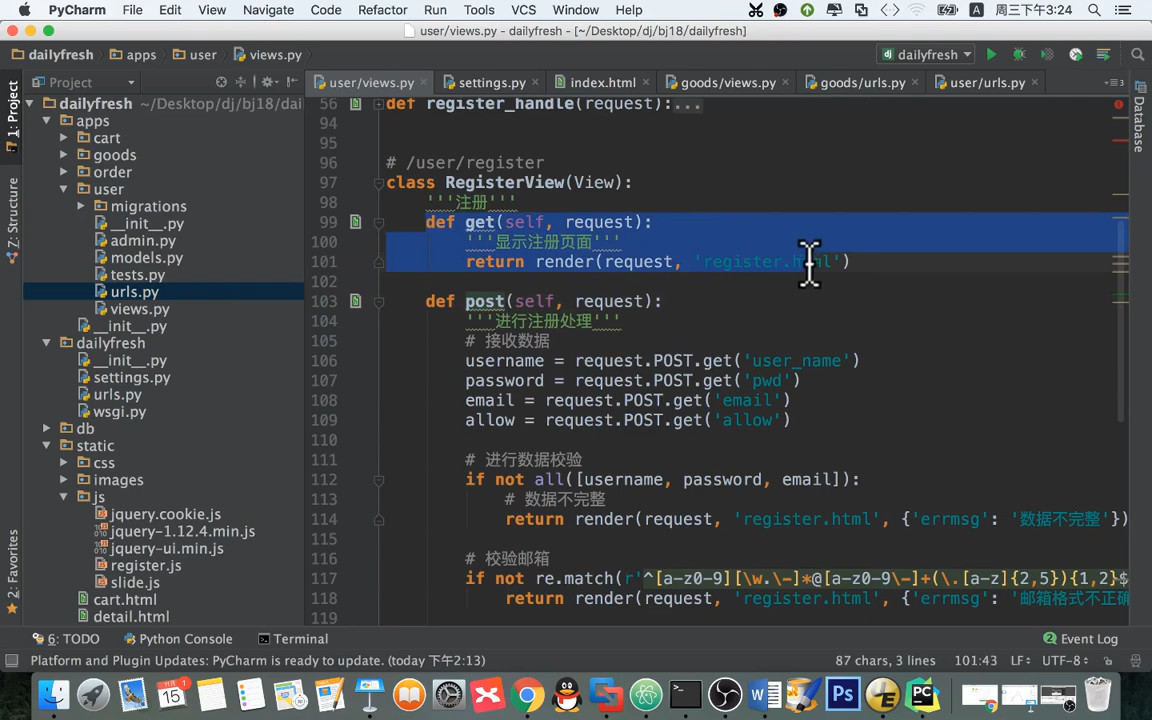 PyCharm File Edit View Navigate Code Refactor Run Tools VCS Window Help 周三下午3:24
user/views.py - dailyfresh - [~/Desktop/dj/bj18/dailyfresh]
dailyfresh apps user views.py dailyfresh
Project user/views.py settings.py index.html goods/views.py goods/urls.py user/urls.py
1: Project
7: Structure
2: Favorites
Database
dailyfresh ~/Desktop/dj/bj18/dai
apps
cart
goods
order
user
migrations
__init__.py
admin.py
models.py
tests.py
urls.py
views.py
__init__.py
dailyfresh
__init__.py
settings.py
urls.py
wsgi.py
db
static
css
images
js
jquery.cookie.js
jquery-1.12.4.min.js
jquery-ui.min.js
register.js
slide.js
cart.html
detail.html
56 def register_handle(request):...
94
95
96 # /user/register
97 class RegisterView(View):
98 '''注册'''
99 def get(self, request):
100 '''显示注册页面'''
101 return render(request, 'register.html')
102
103 def post(self, request):
104 '''进行注册处理'''
105 # 接收数据
106 username = request.POST.get('user_name')
107 password = request.POST.get('pwd')
108 email = request.POST.get('email')
109 allow = request.POST.get('allow')
110
111 # 进行数据校验
112 if not all([username, password, email]):
113 # 数据不完整
114 return render(request, 'register.html', {'errmsg': '数据不完整'})
115
116 # 校验邮箱
117 if not re.match(r'^[a-z0-9][\w.\-]*@[a-z0-9\-]+(\.[a-z]{2,5}){1,2}$
118 return render(request, 'register.html', {'errmsg': '邮箱格式不正确
119
6: TODO Python Console Terminal 2 Event Log
Platform and Plugin Updates: PyCharm is ready to update. (today 下午2:13) 87 chars, 3 lines 101:43 LF÷ UTF-8÷